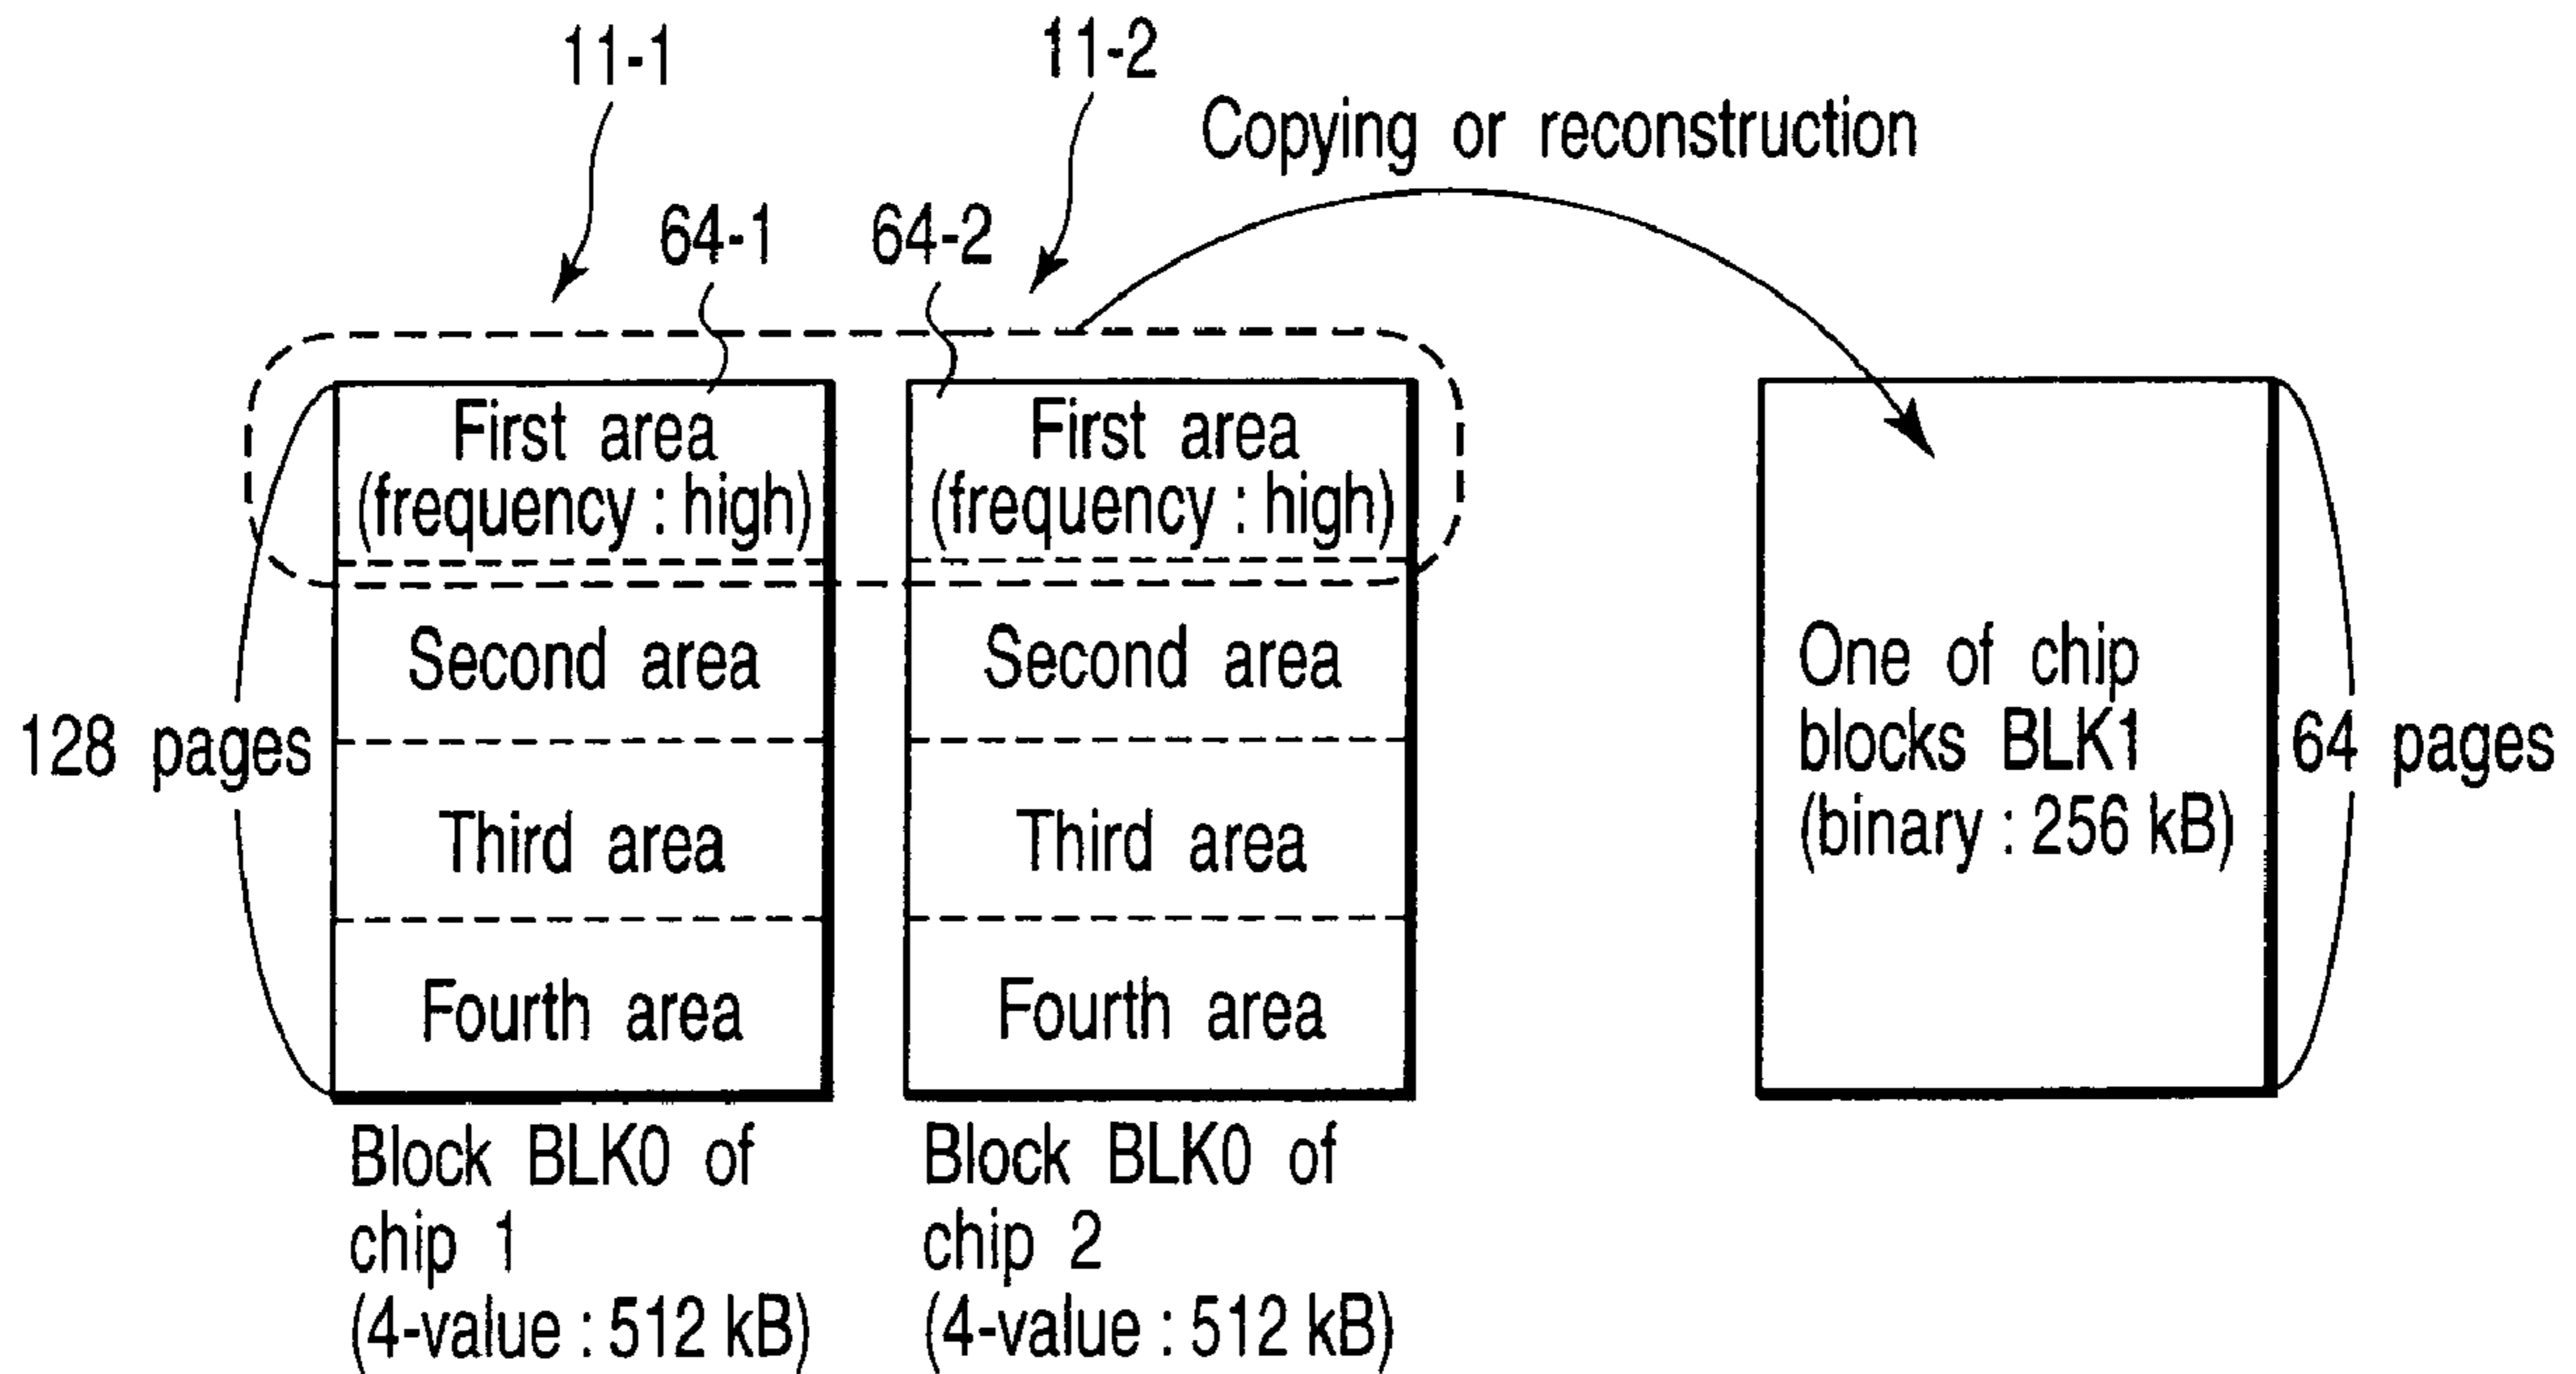 11-1
11-2
Copying or reconstruction
64-1
64-2
First area
(frequency : high)
First area
(frequency : high)
Second area
Second area
128 pages
Third area
Third area
Fourth area
Fourth area
One of chip
blocks BLK1
(binary : 256 kB)
64 pages
Block BLK0 of
chip 1
(4-value : 512 kB)
Block BLK0 of
chip 2
(4-value : 512 kB)